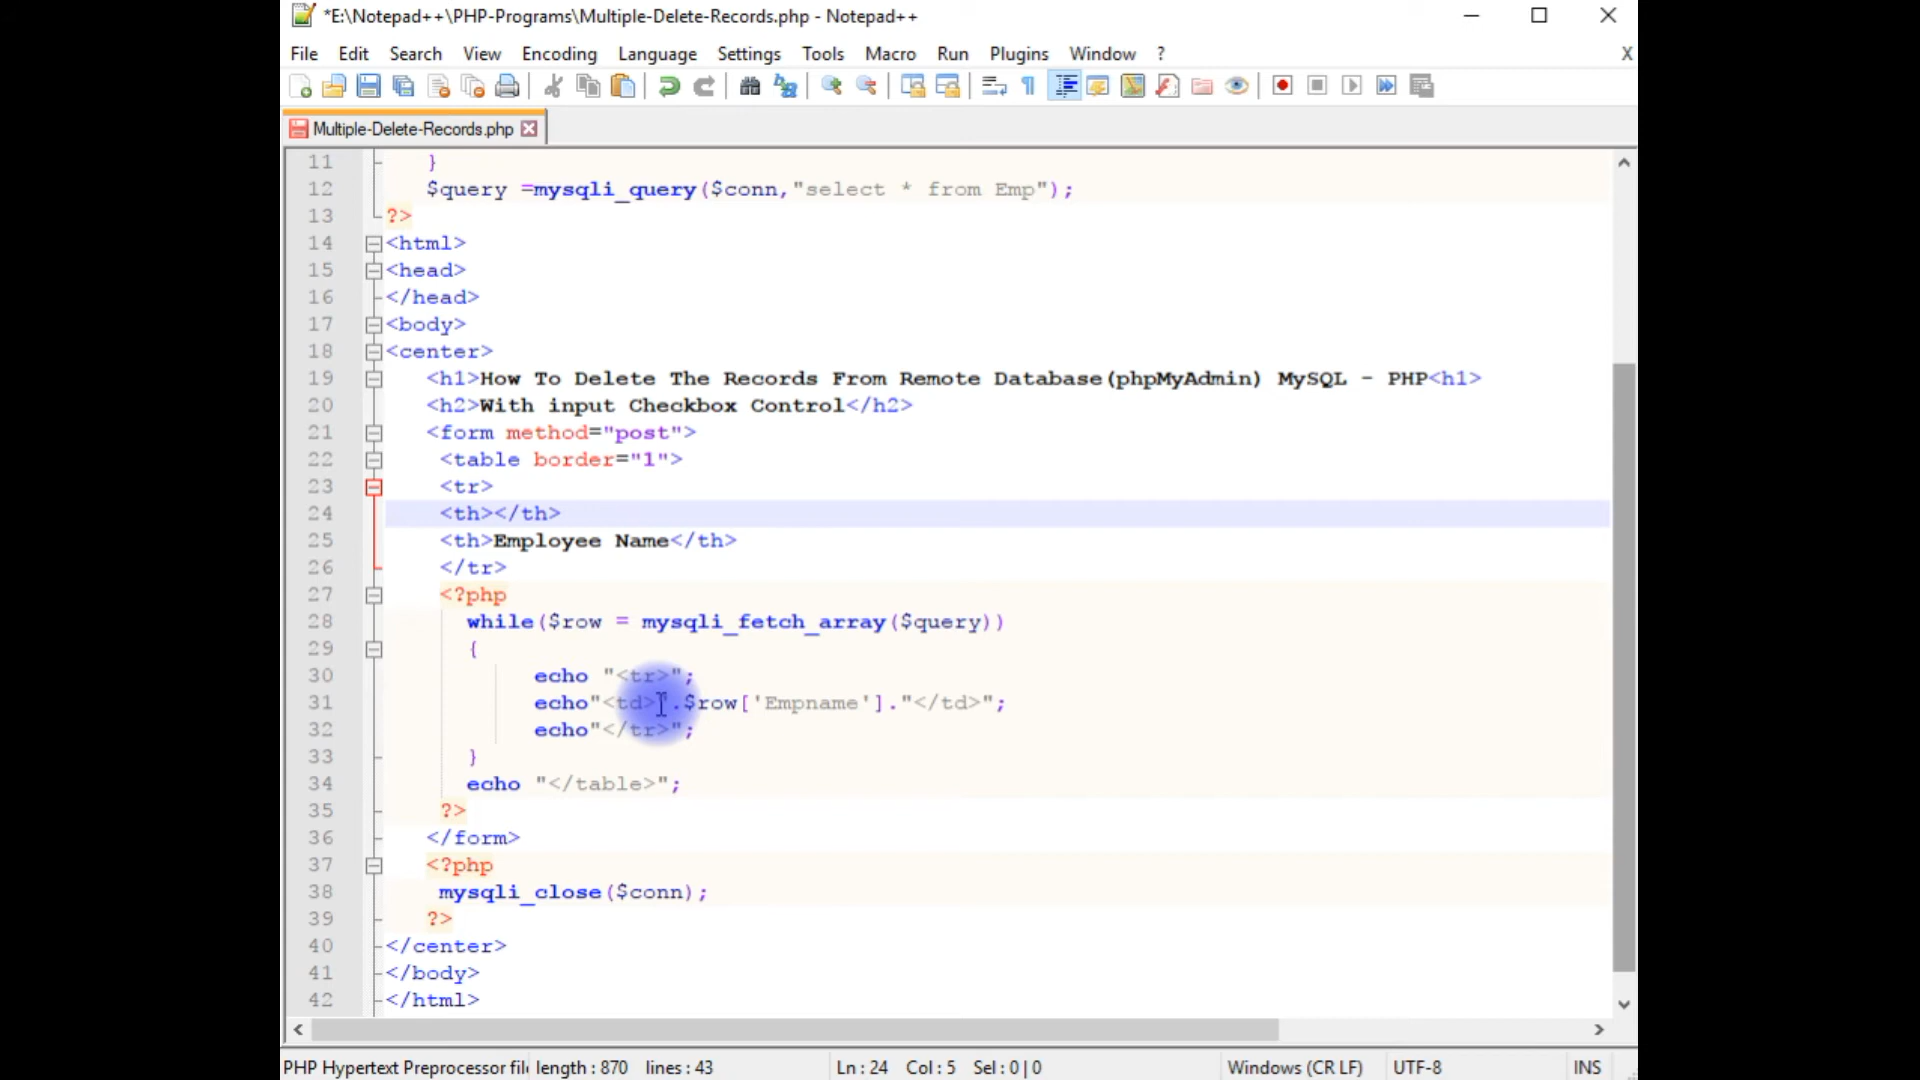 *E:\Notepad++\PHP-Programs\Multiple-Delete-Records.php - Notepad++
File Edit Search View Encoding Language Settings Tools Macro Run Plugins Window ? X
Multiple-Delete-Records.php
11 }
12 $query =mysqli_query($conn,"select * from Emp");
13 ?>
14 <html>
15 <head>
16 </head>
17 <body>
18 <center>
19 <h1>How To Delete The Records From Remote Database(phpMyAdmin) MySQL - PHP<h1>
20 <h2>With input Checkbox Control</h2>
21 <form method="post">
22 <table border="1">
23 <tr>
24 <th></th>
25 <th>Employee Name</th>
26 </tr>
27 <?php
28 while($row = mysqli_fetch_array($query))
29 {
30 echo "<tr>";
31 echo"<td>".$row['Empname']."</td>";
32 echo"</tr>";
33 }
34 echo "</table>";
35 ?>
36 </form>
37 <?php
38 mysqli_close($conn);
39 ?>
40 </center>
41 </body>
42 </html>
PHP Hypertext Preprocessor fil length : 870 lines : 43 Ln : 24 Col : 5 Sel : 0 | 0 Windows (CR LF) UTF-8 INS